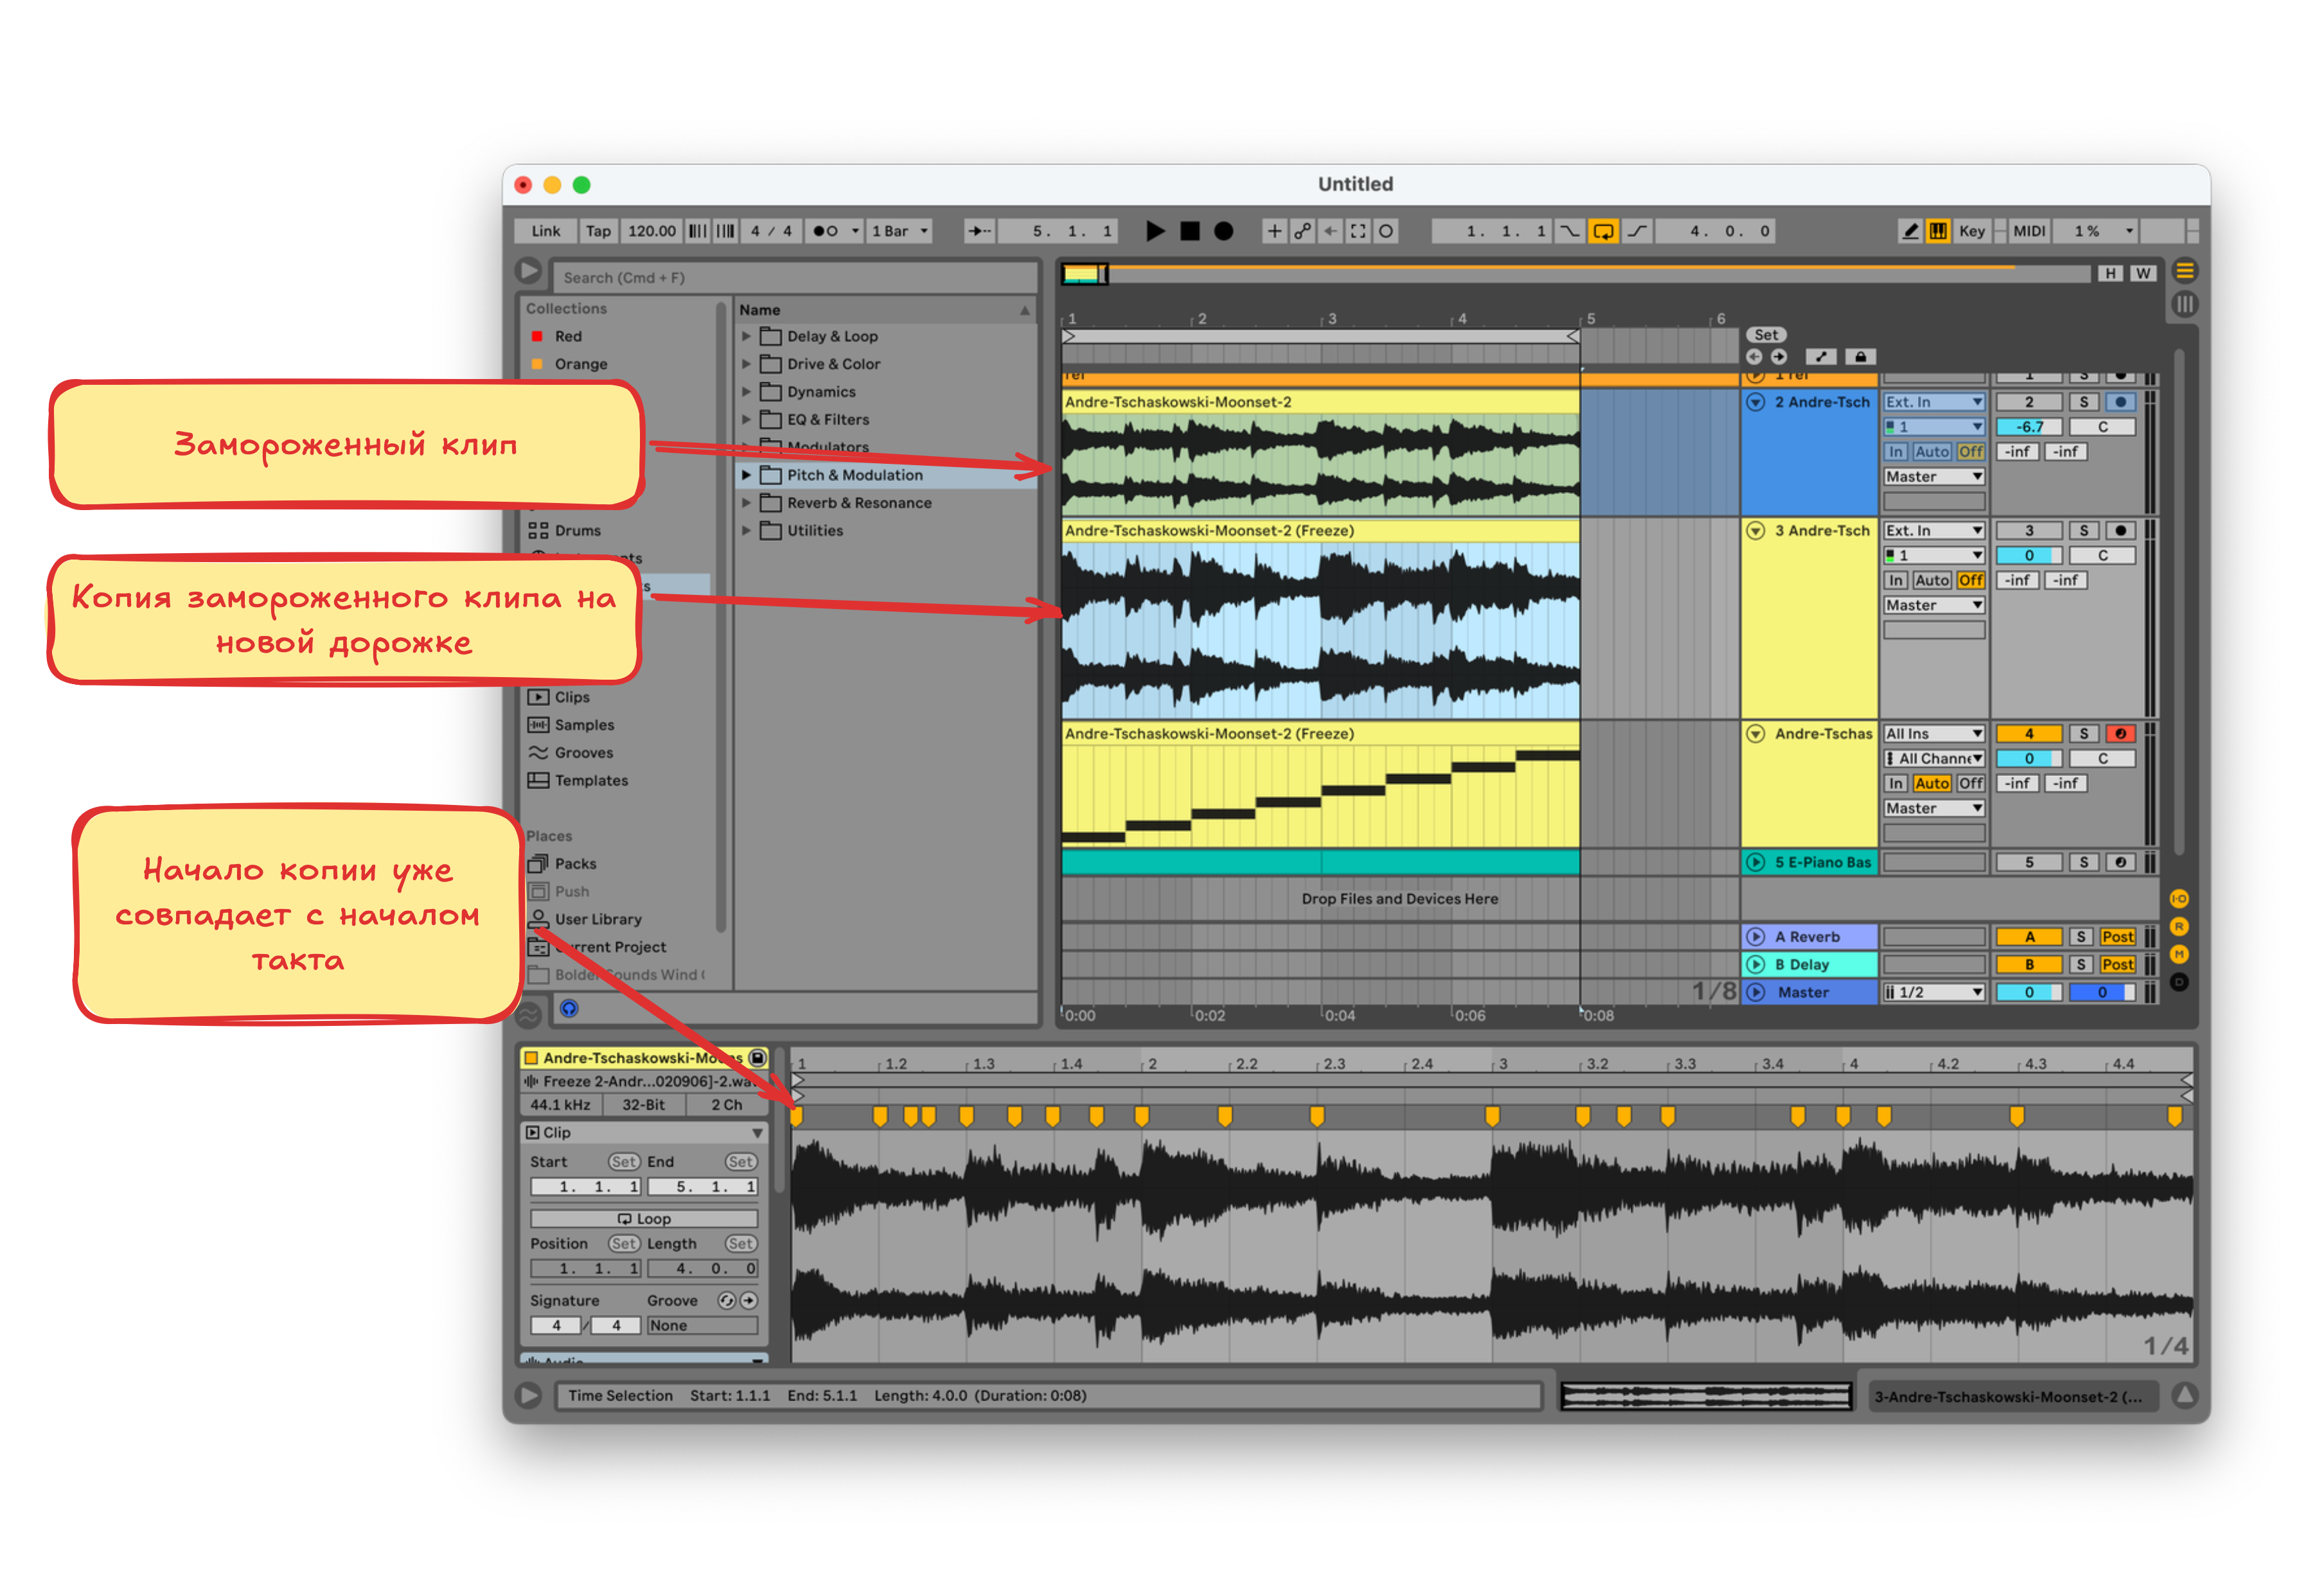 Untitled
Link Tap 120.00 4 / 4 1 Bar 5. 1. 1 1. 1. 1 4. 0. 0 Key MIDI 1 %
Search (Cmd + F)
H W
Collections
Red
Orange
Drums
Clips
Samples
Grooves
Templates
Places
Packs
Push
User Library
Current Project
Name
Delay & Loop
Drive & Color
Dynamics
EQ & Filters
Modulators
Pitch & Modulation
Reverb & Resonance
Utilities
Замороженный клип
Копия замороженного клипа на
новой дорожке
Начало копии уже
совпадает с началом
такта
1 2 3 4 5 6
Set
ref 1 ref 1 S
Andre-Tschaskowski-Moonset-2 2 Andre-Tsch Ext. In 2 S
1 -6.7 C
In Auto Off -inf -inf
Master
Andre-Tschaskowski-Moonset-2 (Freeze) 3 Andre-Tsch Ext. In 3 S
1 0 C
In Auto Off -inf -inf
Master
Andre-Tschaskowski-Moonset-2 (Freeze) Andre-Tschas All Ins 4 S
All Channe 0 C
In Auto Off -inf -inf
Master
5 E-Piano Bas 5 S
Drop Files and Devices Here
A Reverb A S Post
B Delay B S Post
1/8 Master 1/2 0 0
0:00 0:02 0:04 0:06 0:08
I-O
R
M
D
Andre-Tschaskowski-Moons
Freeze 2-Andr...020906]-2.wa
44.1 kHz 32-Bit 2 Ch
Clip
Start Set End Set
1. 1. 1 5. 1. 1
Loop
Position Set Length Set
1. 1. 1 4. 0. 0
Signature Groove
4 / 4 None
Audio
1 1.2 1.3 1.4 2 2.2 2.3 2.4 3 3.2 3.3 3.4 4 4.2 4.3 4.4
1/4
Time Selection Start: 1.1.1 End: 5.1.1 Length: 4.0.0 (Duration: 0:08)
3-Andre-Tschaskowski-Moonset-2 (...